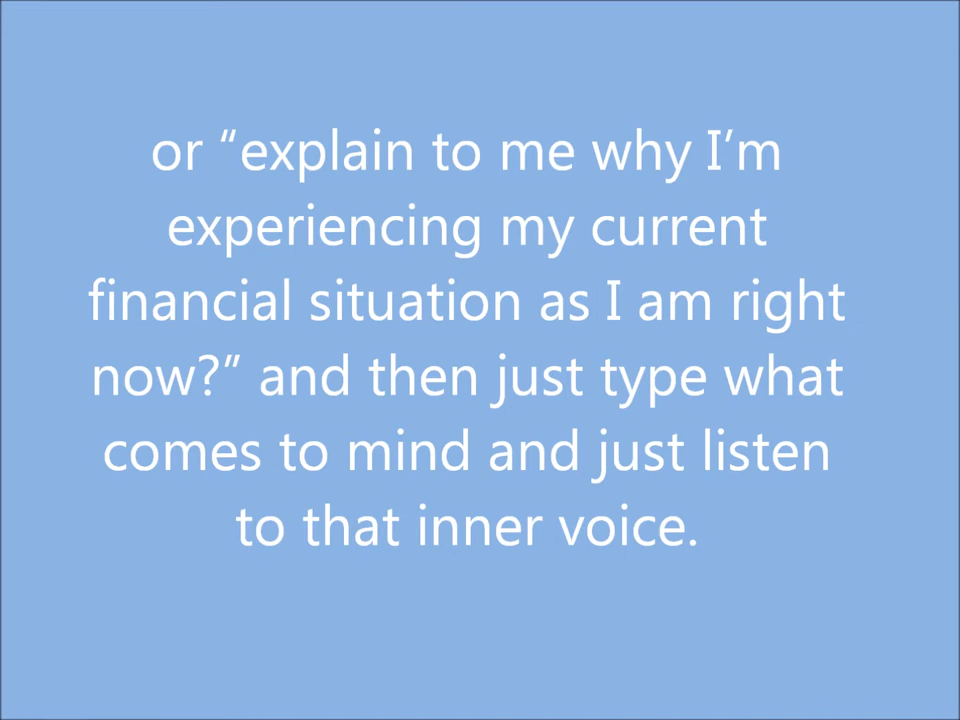 or “explain to me why I’m
experiencing my current
financial situation as I am right
now?” and then just type what
comes to mind and just listen
to that inner voice.